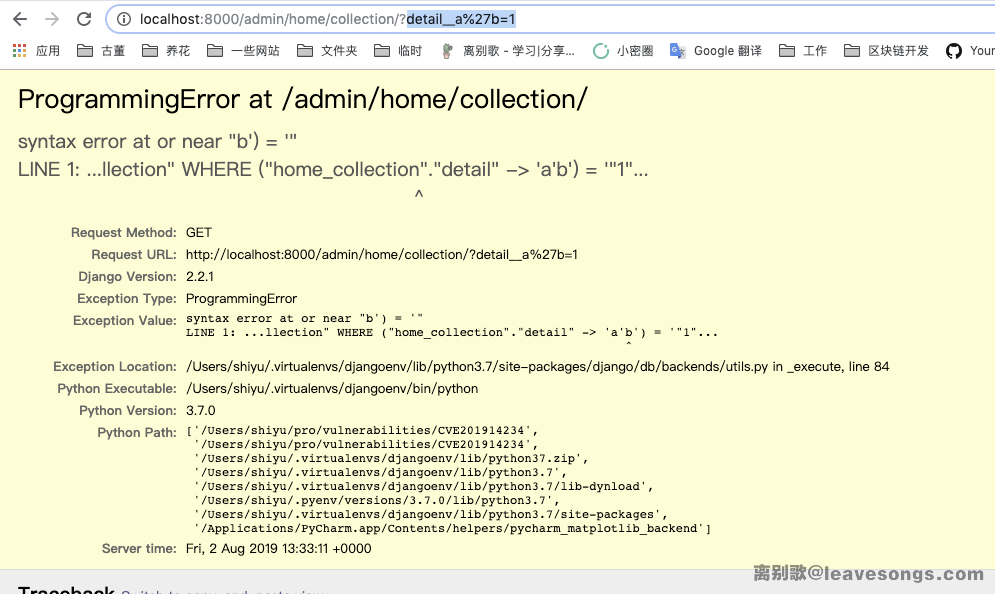 localhost:8000/admin/home/collection/?detail__a%27b=1
应用 古董 养花 一些网站 文件夹 临时 离别歌 - 学习|分享... 小密圈 Google 翻译 工作 区块链开发 Your
ProgrammingError at /admin/home/collection/
syntax error at or near "b') = '"
LINE 1: ...llection" WHERE ("home_collection"."detail" -> 'a'b') = '"1"...
^
Request Method: GET
Request URL: http://localhost:8000/admin/home/collection/?detail__a%27b=1
Django Version: 2.2.1
Exception Type: ProgrammingError
Exception Value: syntax error at or near "b') = '"
LINE 1: ...llection" WHERE ("home_collection"."detail" -> 'a'b') = '"1"...
^
Exception Location: /Users/shiyu/.virtualenvs/djangoenv/lib/python3.7/site-packages/django/db/backends/utils.py in _execute, line 84
Python Executable: /Users/shiyu/.virtualenvs/djangoenv/bin/python
Python Version: 3.7.0
Python Path: ['/Users/shiyu/pro/vulnerabilities/CVE201914234',
'/Users/shiyu/pro/vulnerabilities/CVE201914234',
'/Users/shiyu/.virtualenvs/djangoenv/lib/python37.zip',
'/Users/shiyu/.virtualenvs/djangoenv/lib/python3.7',
'/Users/shiyu/.virtualenvs/djangoenv/lib/python3.7/lib-dynload',
'/Users/shiyu/.pyenv/versions/3.7.0/lib/python3.7',
'/Users/shiyu/.virtualenvs/djangoenv/lib/python3.7/site-packages',
'/Applications/PyCharm.app/Contents/helpers/pycharm_matplotlib_backend']
Server time: Fri, 2 Aug 2019 13:33:11 +0000
离别歌@leavesongs.com
Traceback Switch to copy-and-paste view